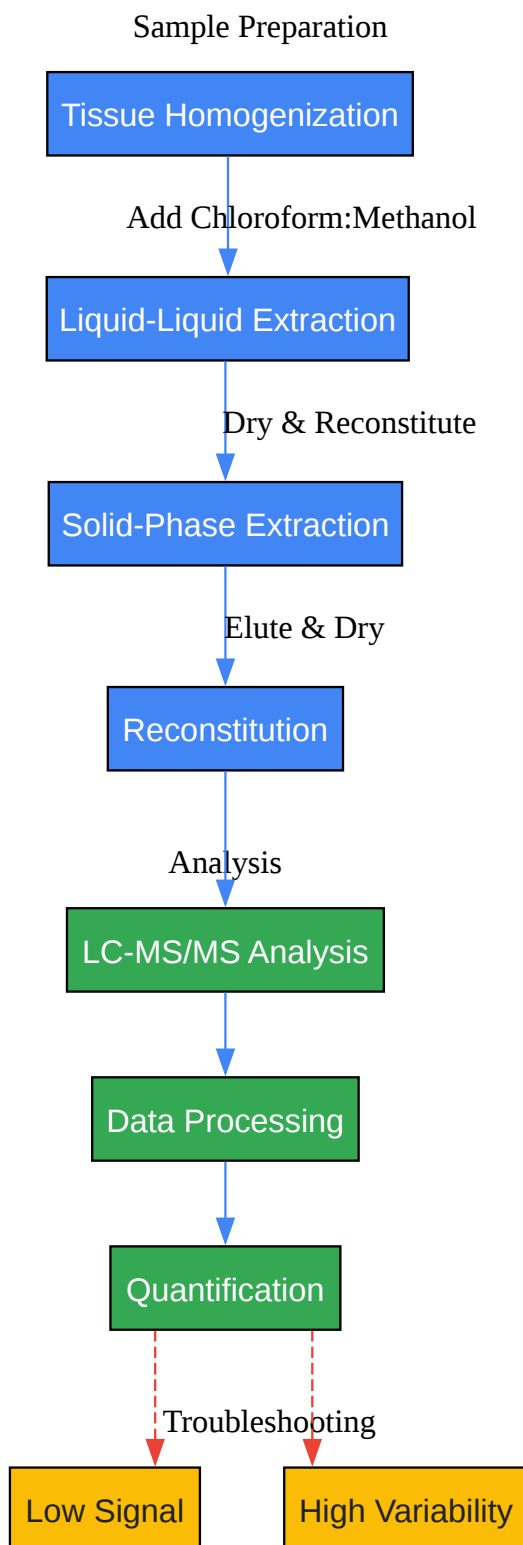 Sample Preparation
Tissue Homogenization
Add Chloroform:Methanol
Liquid-Liquid Extraction
Dry & Reconstitute
Solid-Phase Extraction
Elute & Dry
Reconstitution
Analysis
LC-MS/MS Analysis
Data Processing
Quantification
Troubleshooting
Low Signal
High Variability